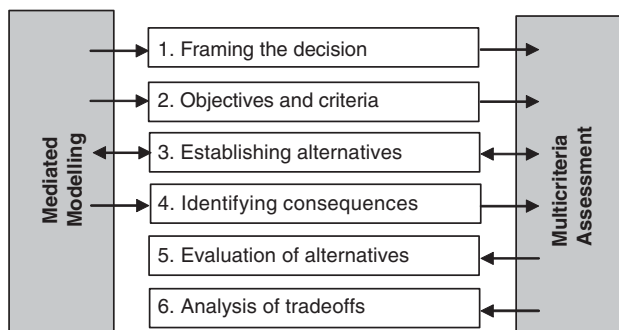 Mediated
Modelling
1. Framing the decision
2. Objectives and criteria
3. Establishing alternatives
4. Identifying consequences
5. Evaluation of alternatives
6. Analysis of tradeoffs
Multicriteria
Assessment